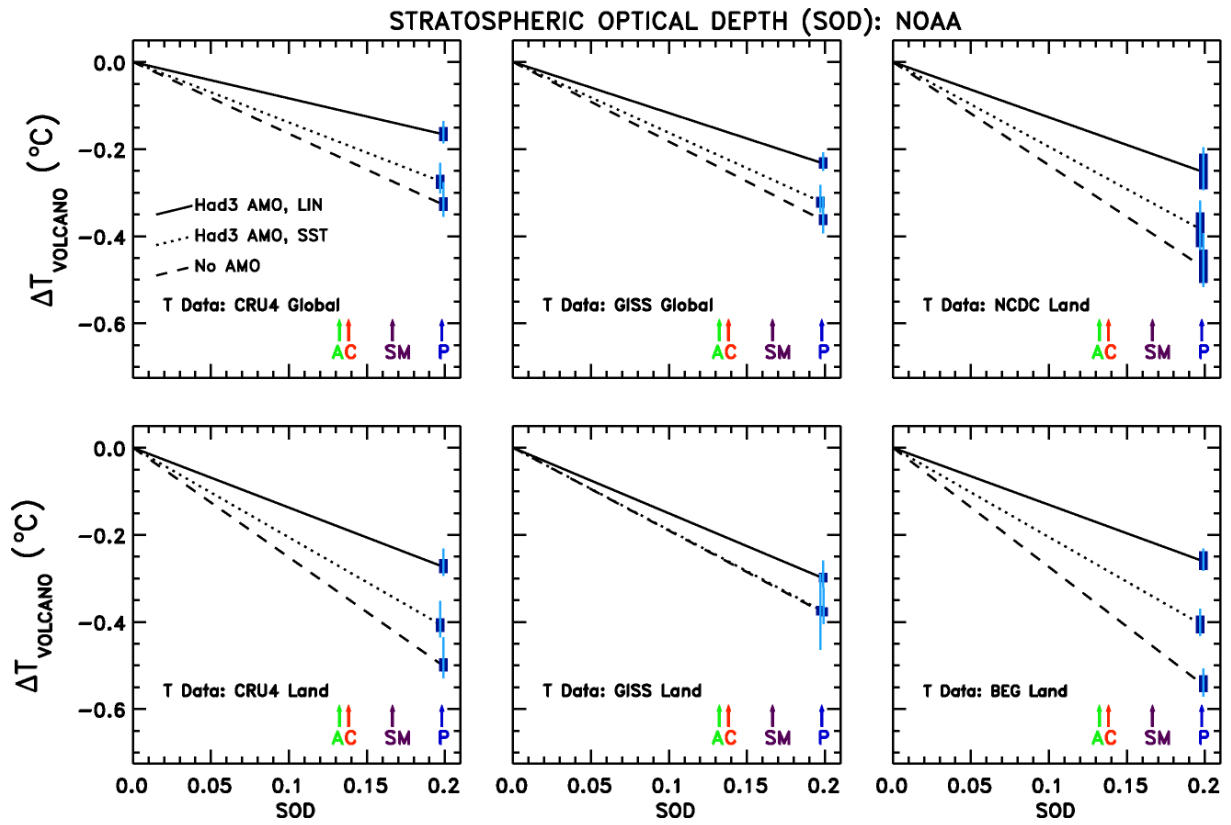 STRATOSPHERIC OPTICAL DEPTH (SOD): NOAA
0.0
−0.2
−0.4
−0.6
ΔT_VOLCANO (°C)
Had3 AMO, LIN
Had3 AMO, SST
No AMO
T Data: CRU4 Global
A C SM P
T Data: GISS Global
A C SM P
T Data: NCDC Land
A C SM P
0.0
−0.2
−0.4
−0.6
ΔT_VOLCANO (°C)
T Data: CRU4 Land
A C SM P
0.0 0.05 0.1 0.15 0.2
SOD
T Data: GISS Land
A C SM P
0.0 0.05 0.1 0.15 0.2
SOD
T Data: BEG Land
A C SM P
0.0 0.05 0.1 0.15 0.2
SOD